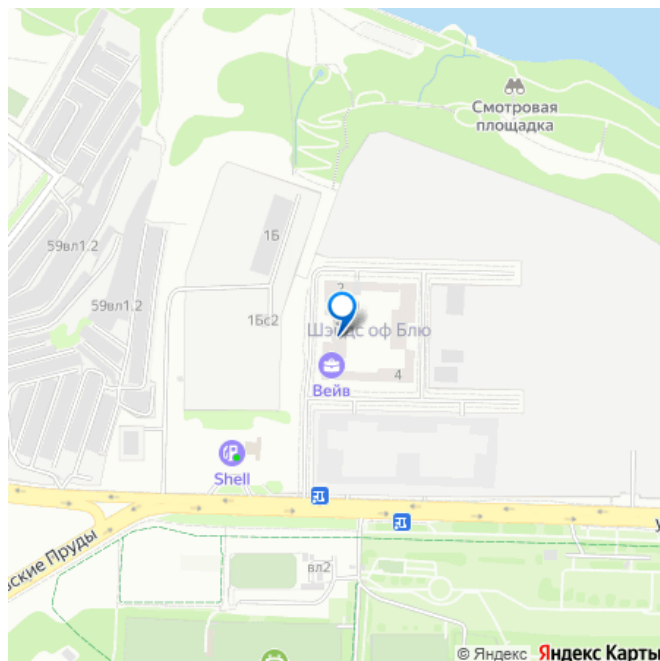 Смотровая
площадка
59вл1.2
1Б
59вл1.2
1Бс2
2
Шэйдс оф Блю
4
Вейв
Shell
вские Пруды
у
вл2
© Яндекс Яндекс Карты